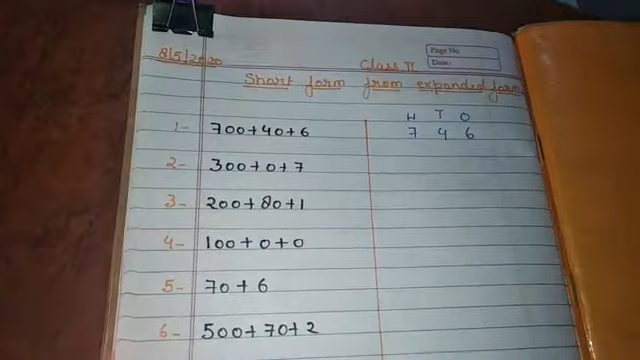 8/5/2020 Class II Page No
Date:
Short form from expanded form
H T O
1- 700+40+6 7 4 6
2- 300+0+7
3- 200+80+1
4- 100+0+0
5- 70+6
6- 500+70+2